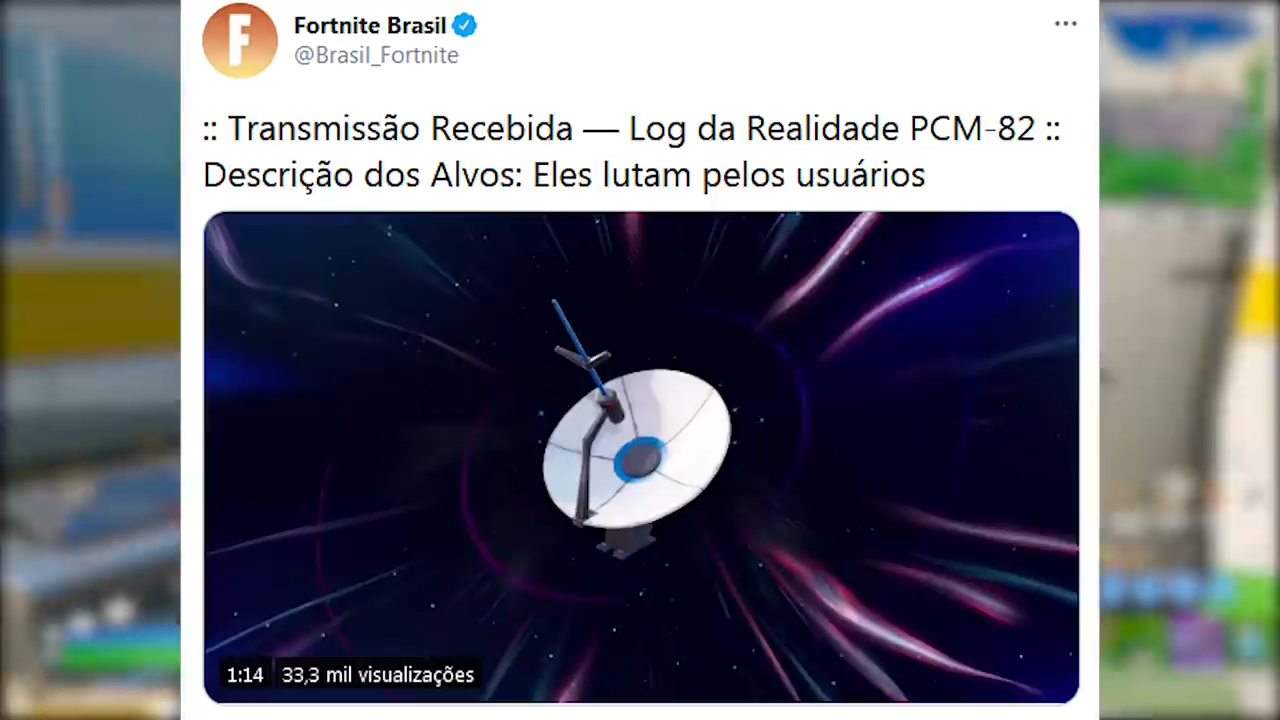 Fortnite Brasil
@Brasil_Fortnite
:: Transmissão Recebida — Log da Realidade PCM-82 ::
Descrição dos Alvos: Eles lutam pelos usuários
1:14 33,3 mil visualizações